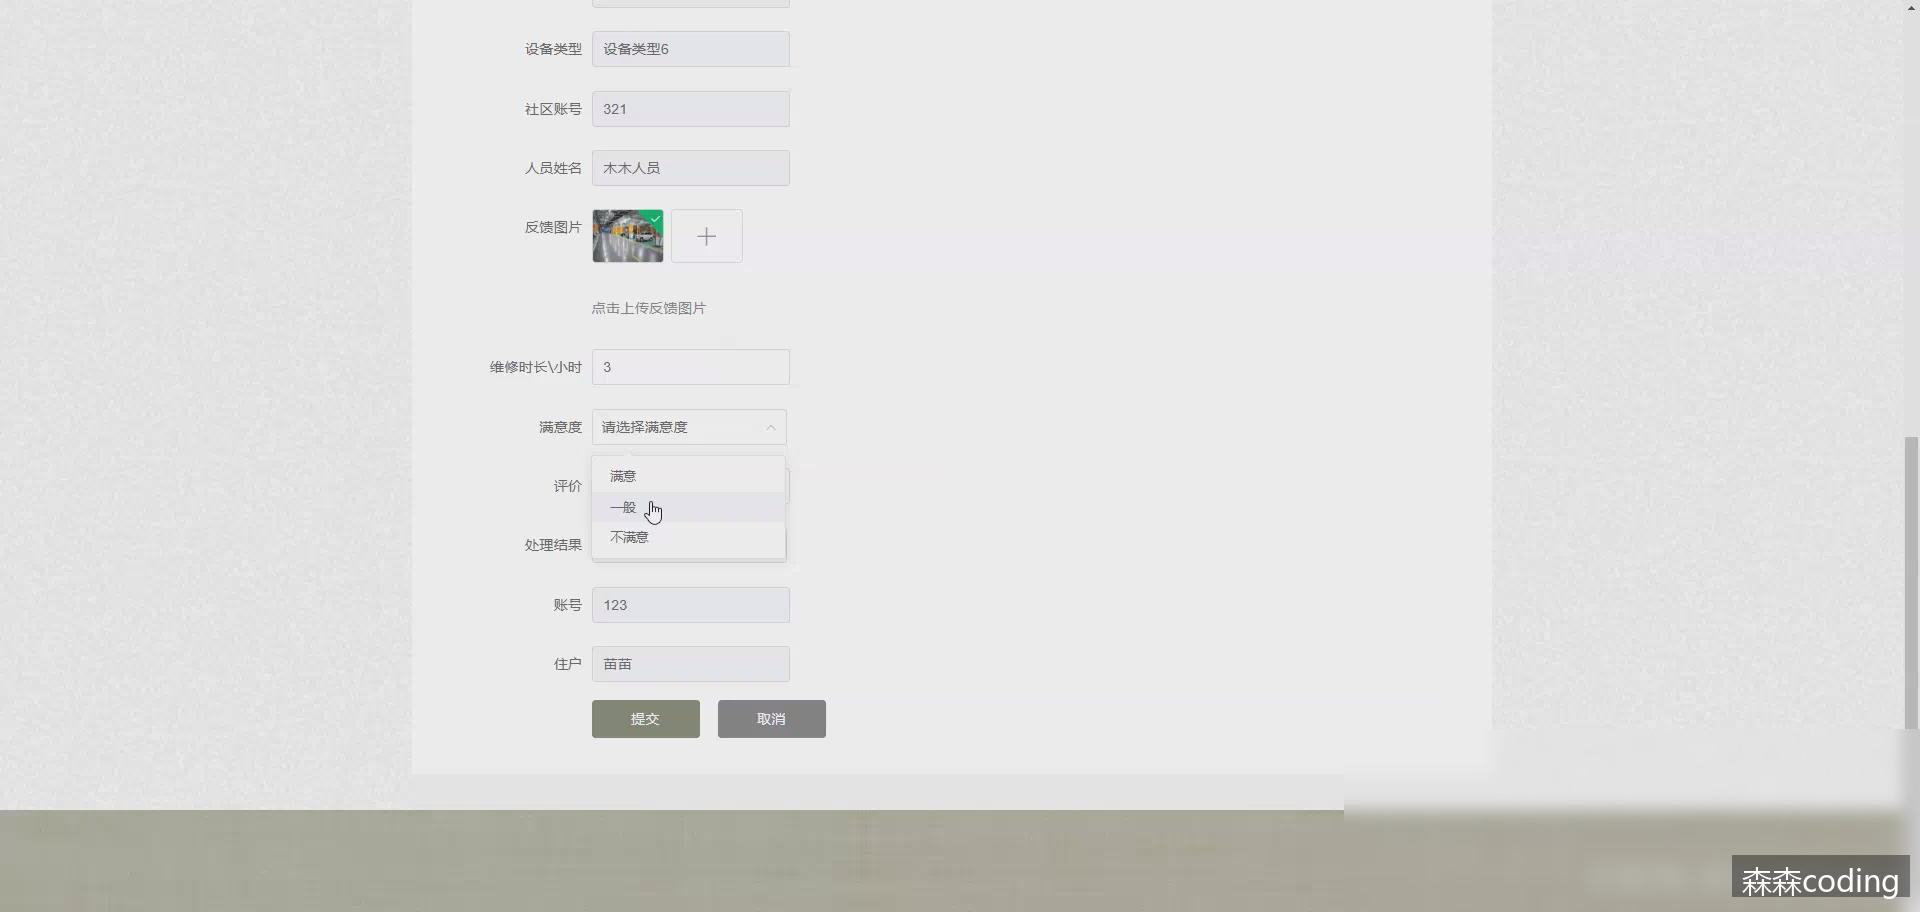 设备类型 设备类型6
社区账号 321
人员姓名 木木人员
反馈图片
点击上传反馈图片
维修时长\小时 3
满意度 请选择满意度
满意
评价
一般
不满意
处理结果
账号 123
住户 苗苗
提交 取消
森森coding